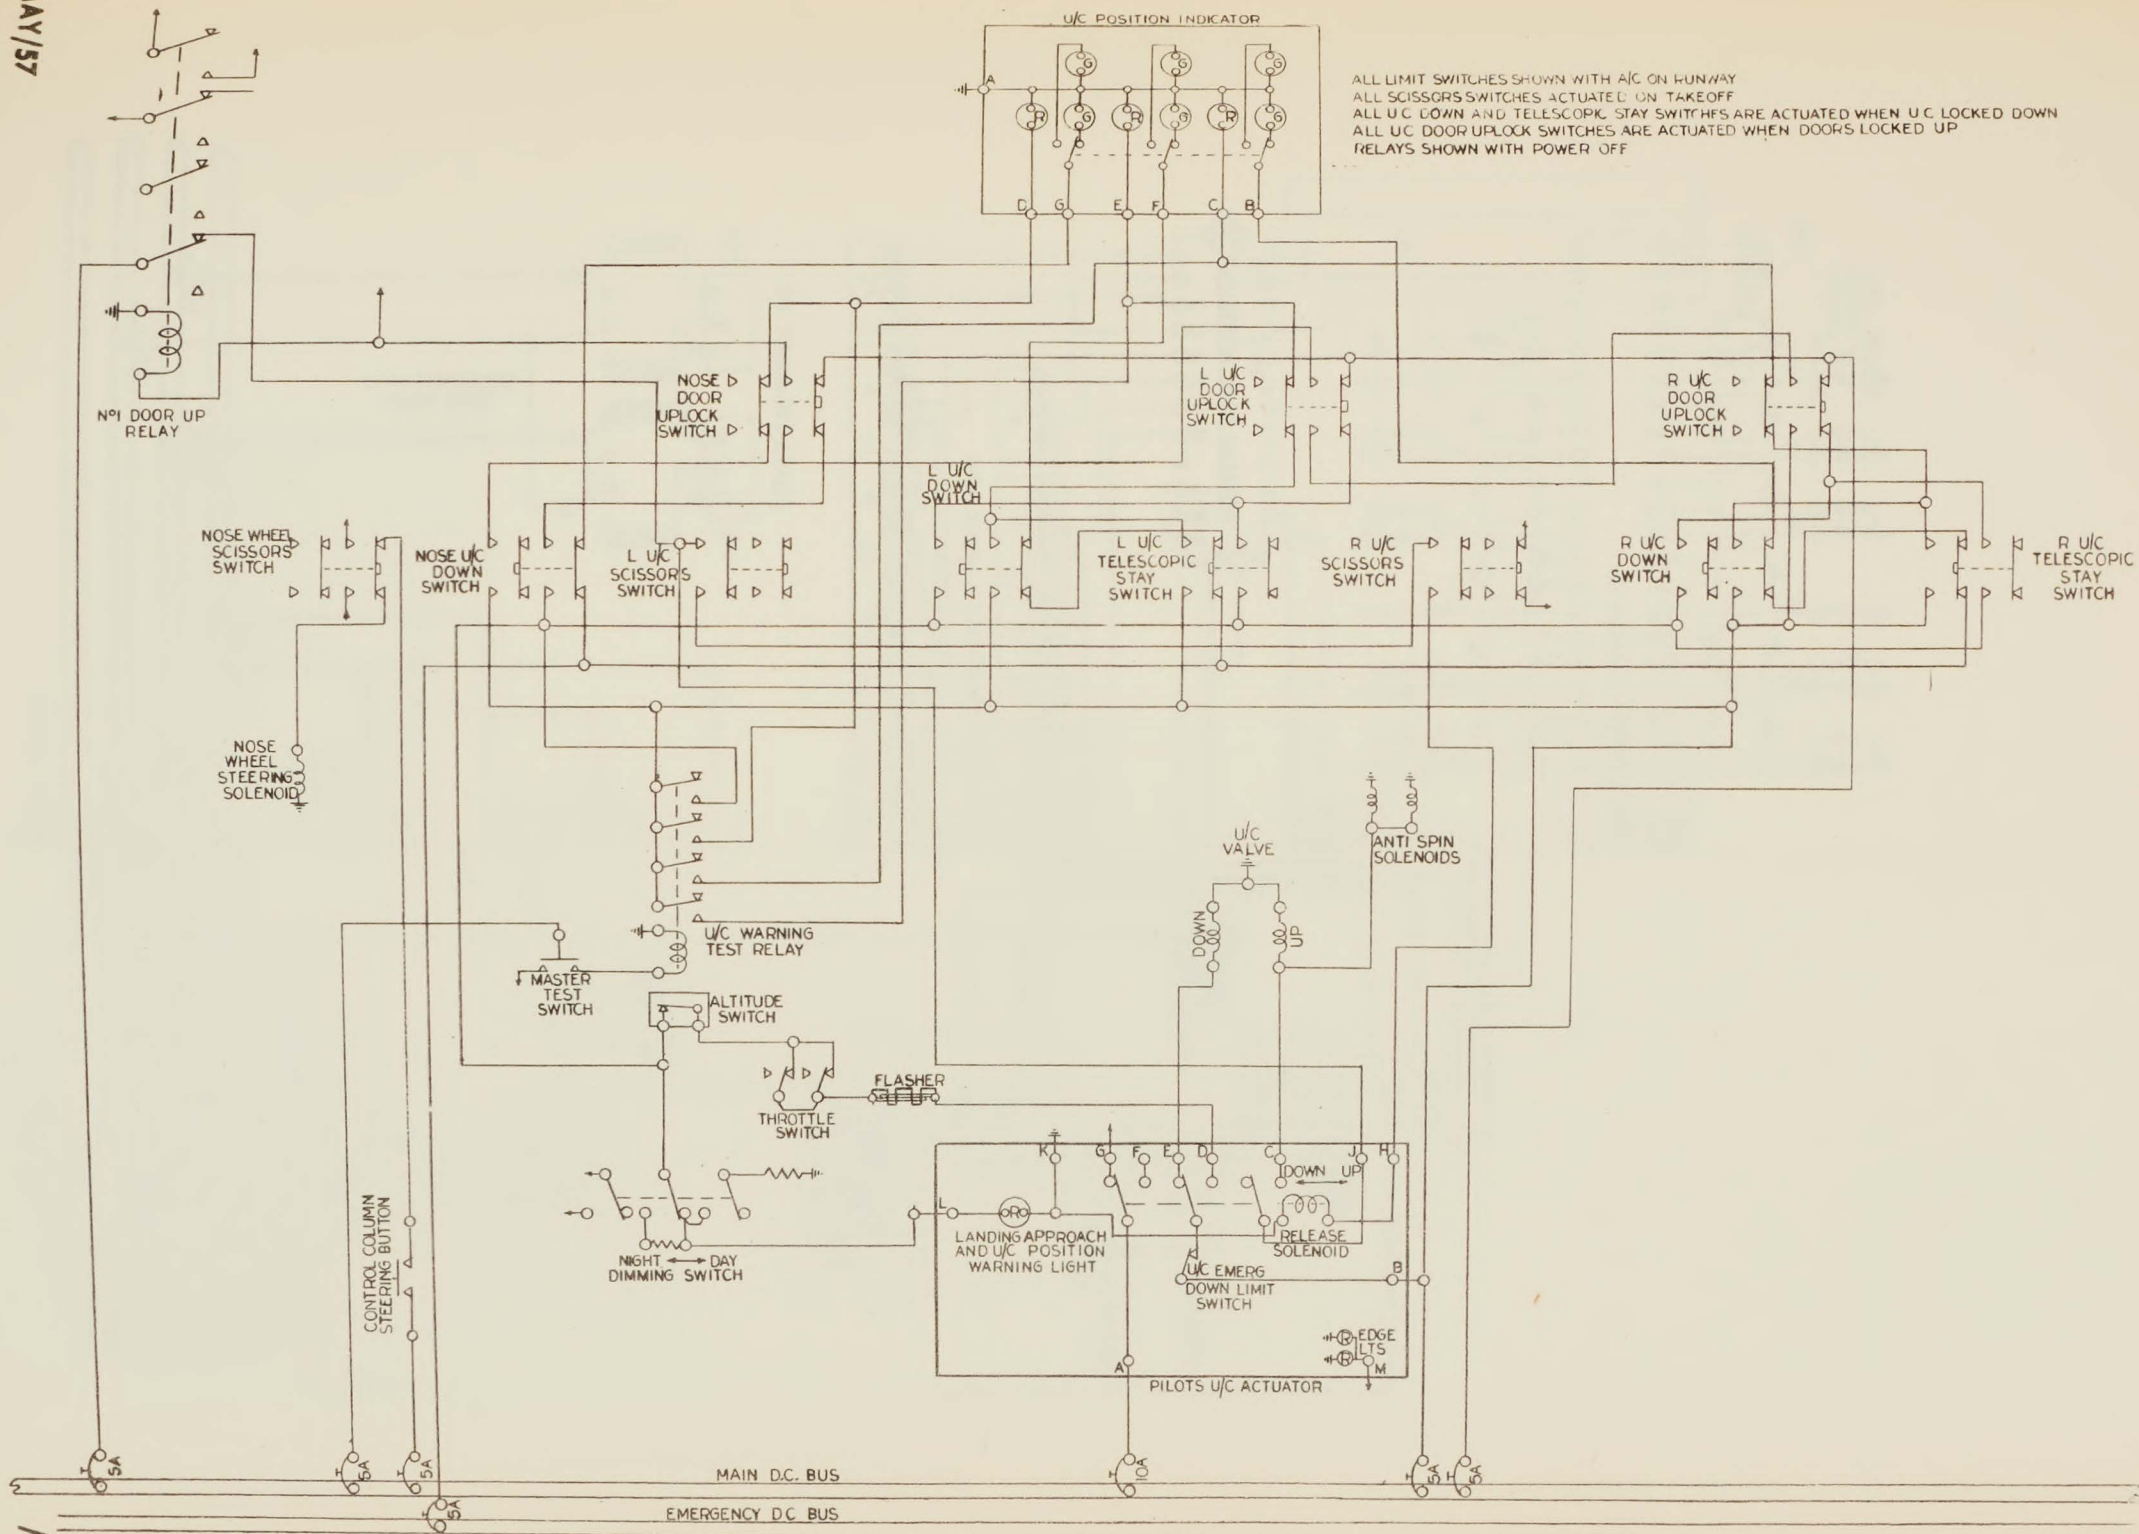 AY/57
U/C POSITION INDICATOR
A
G
G
G
R
G
R
G
R
G
D
G
E
F
C
B
ALL LIMIT SWITCHES SHOWN WITH A/C ON RUNWAY
ALL SCISSORS SWITCHES ACTUATED ON TAKEOFF
ALL U C DOWN AND TELESCOPIC STAY SWITCHES ARE ACTUATED WHEN U C LOCKED DOWN
ALL UC DOOR UPLOCK SWITCHES ARE ACTUATED WHEN DOORS LOCKED UP
RELAYS SHOWN WITH POWER OFF
Nº1 DOOR UP
RELAY
NOSE
DOOR
UPLOCK
SWITCH
L U/C
DOOR
UPLOCK
SWITCH
R U/C
DOOR
UPLOCK
SWITCH
NOSE WHEEL
SCISSORS
SWITCH
NOSE U/C
DOWN
SWITCH
L U/C
SCISSORS
SWITCH
L U/C
DOWN
SWITCH
L U/C
TELESCOPIC
STAY
SWITCH
R U/C
SCISSORS
SWITCH
R U/C
DOWN
SWITCH
R U/C
TELESCOPIC
STAY
SWITCH
NOSE
WHEEL
STEERING
SOLENOID
U/C WARNING
TEST RELAY
MASTER
TEST
SWITCH
ALTITUDE
SWITCH
THROTTLE
SWITCH
FLASHER
U/C
VALVE
DOWN
UP
ANTI SPIN
SOLENOIDS
CONTROL COLUMN
STEERING BUTTON
NIGHT DAY
DIMMING SWITCH
K
G
F
E
D
C
J
H
DOWN UP
L
R
LANDING APPROACH
AND U/C POSITION
WARNING LIGHT
RELEASE
SOLENOID
U/C EMERG
DOWN LIMIT
SWITCH
B
R
R
EDGE
LTS
M
A
PILOTS U/C ACTUATOR
5A
5A
5A
5A
10A
5A
5A
MAIN D.C. BUS
EMERGENCY DC BUS